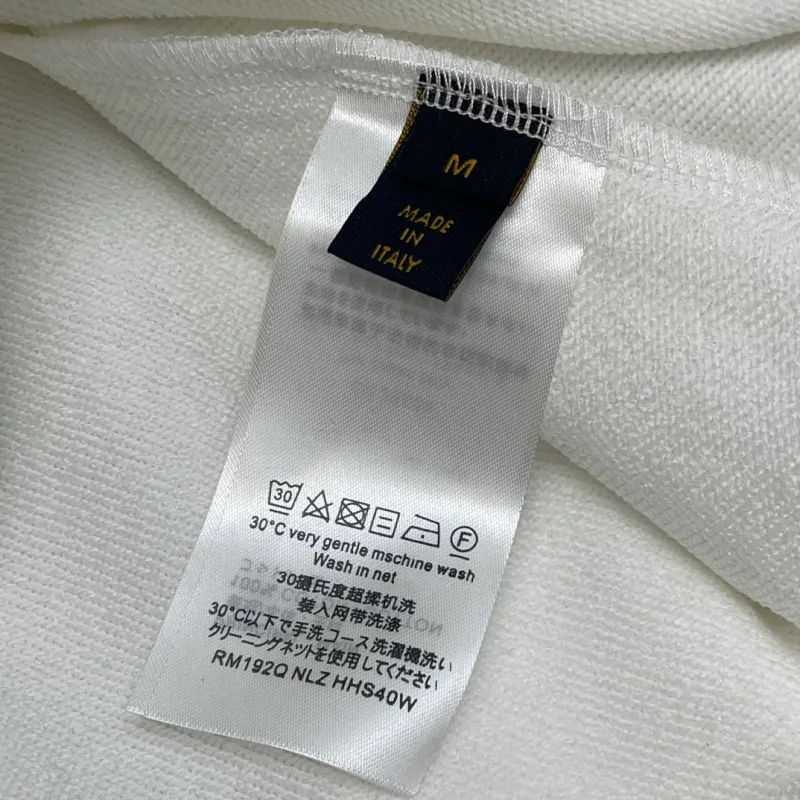 M
MADE
IN
ITALY
30
F
30°C very gentle mschine wash
Wash in net
30摄氏度超揉机洗
装入网带洗涤
30°C以下で手洗コース洗濯機洗い
クリーニングネットを使用してください
RM192Q NLZ HHS40W